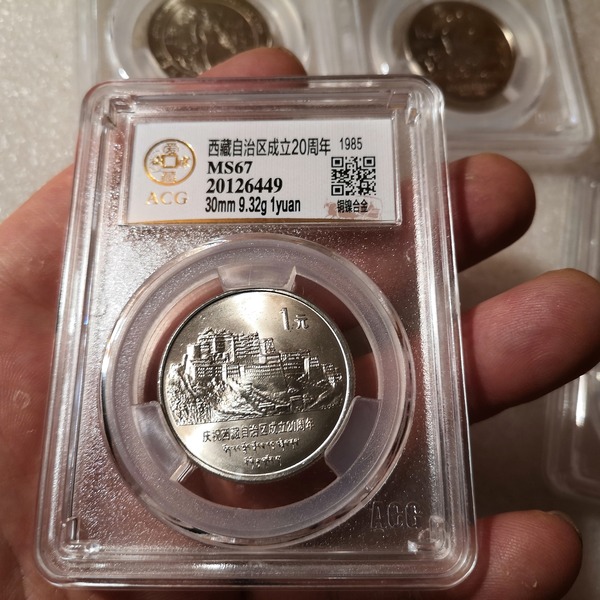 西藏自治区成立20周年 1985
MS67
20126449
30mm 9.32g 1yuan
铜镍合金
ACG
1元
庆祝西藏自治区成立20周年
ACG